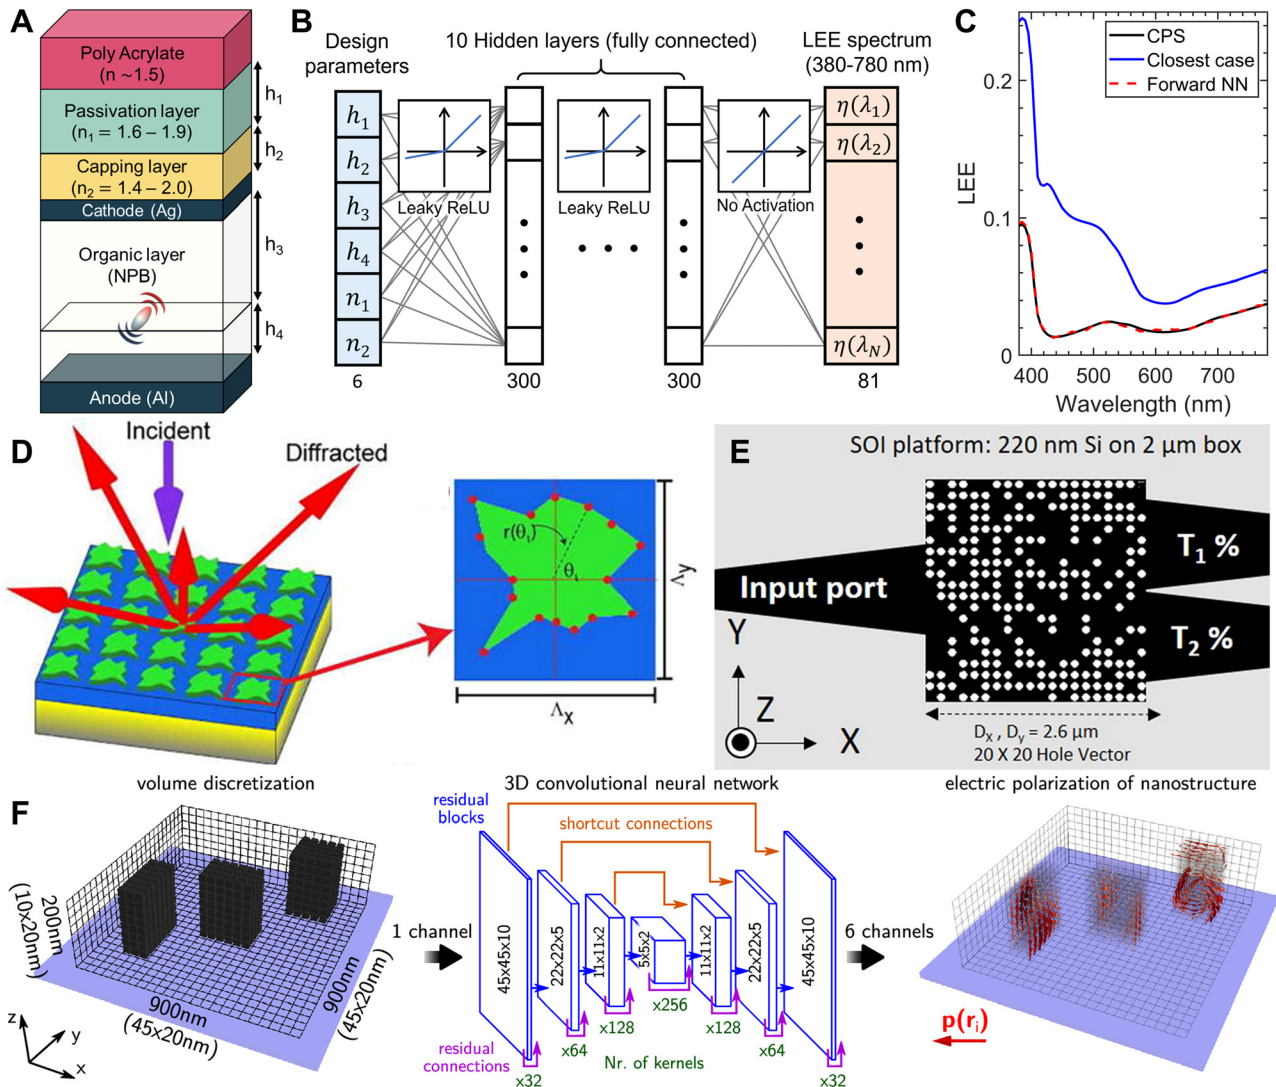 A
Poly Acrylate
(n ~1.5)
Passivation layer
(n₁ = 1.6 – 1.9)
Capping layer
(n₂ = 1.4 – 2.0)
Cathode (Ag)
Organic layer
(NPB)
Anode (Al)
h₁
h₂
h₃
h₄
B
Design
parameters
10 Hidden layers (fully connected)
LEE spectrum
(380-780 nm)
h₁
h₂
h₃
h₄
n₁
n₂
6
Leaky ReLU
300
Leaky ReLU
300
No Activation
η(λ₁)
η(λ₂)
η(λ_N)
81
C
CPS
Closest case
Forward NN
LEE
0.2
0.1
0
400
500
600
700
Wavelength (nm)
D
Incident
Diffracted
r(θᵢ)
θᵢ
Λy
Λx
E
SOI platform: 220 nm Si on 2 μm box
Input port
T₁ %
T₂ %
Y
Z
X
Dₓ , Dᵧ = 2.6 μm
20 X 20 Hole Vector
F
volume discretization
200nm
(10x20nm)
900nm
(45x20nm)
900nm
(45x20nm)
z
y
x
3D convolutional neural network
residual
blocks
shortcut connections
1 channel
45x45x10
22x22x5
11x11x2
5x5x2
11x11x2
22x22x5
45x45x10
6 channels
x32
x64
x128
x256
x128
x64
x32
residual
connections
Nr. of kernels
electric polarization of nanostructure
p(rᵢ)